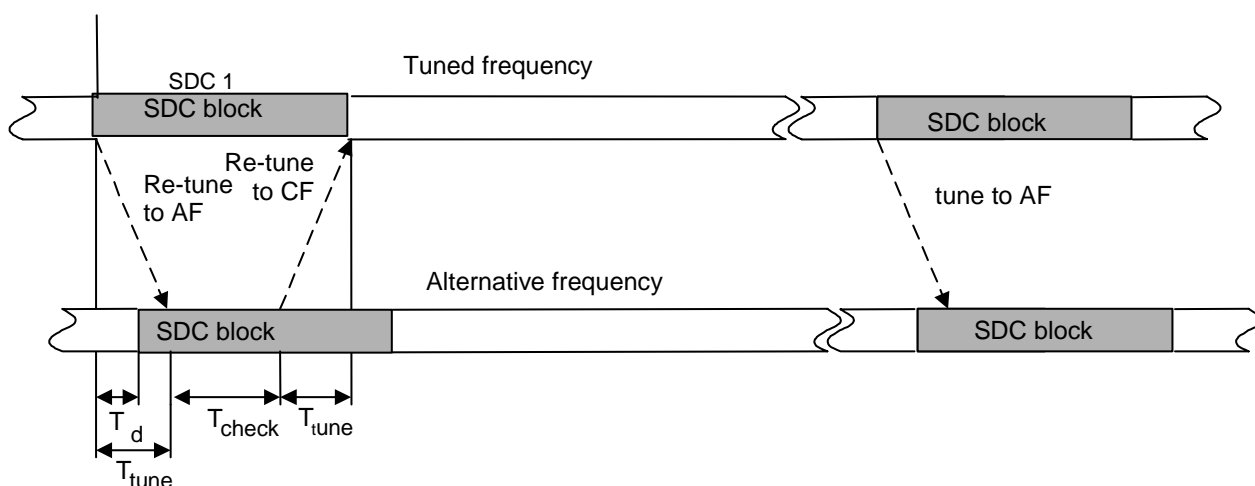 Tuned frequency
SDC 1
SDC block
SDC block
Re-tune
to AF
Re-tune
to CF
tune to AF
Alternative frequency
SDC block
SDC block
T d
T check
T tune
T tune